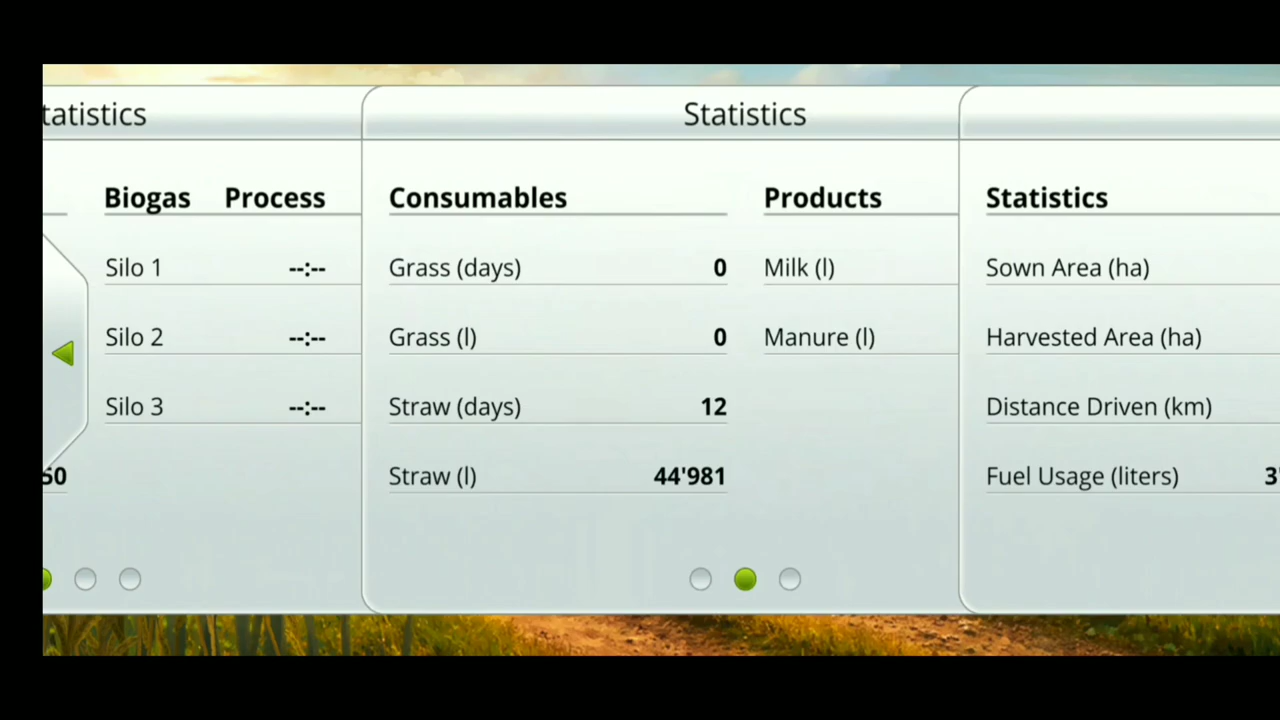 tatistics
Statistics
Biogas Process
Silo 1 --:--
Silo 2 --:--
Silo 3 --:--
50
Consumables
Grass (days) 0
Grass (l) 0
Straw (days) 12
Straw (l) 44'981
Products
Milk (l)
Manure (l)
Statistics
Sown Area (ha)
Harvested Area (ha)
Distance Driven (km)
Fuel Usage (liters) 3'